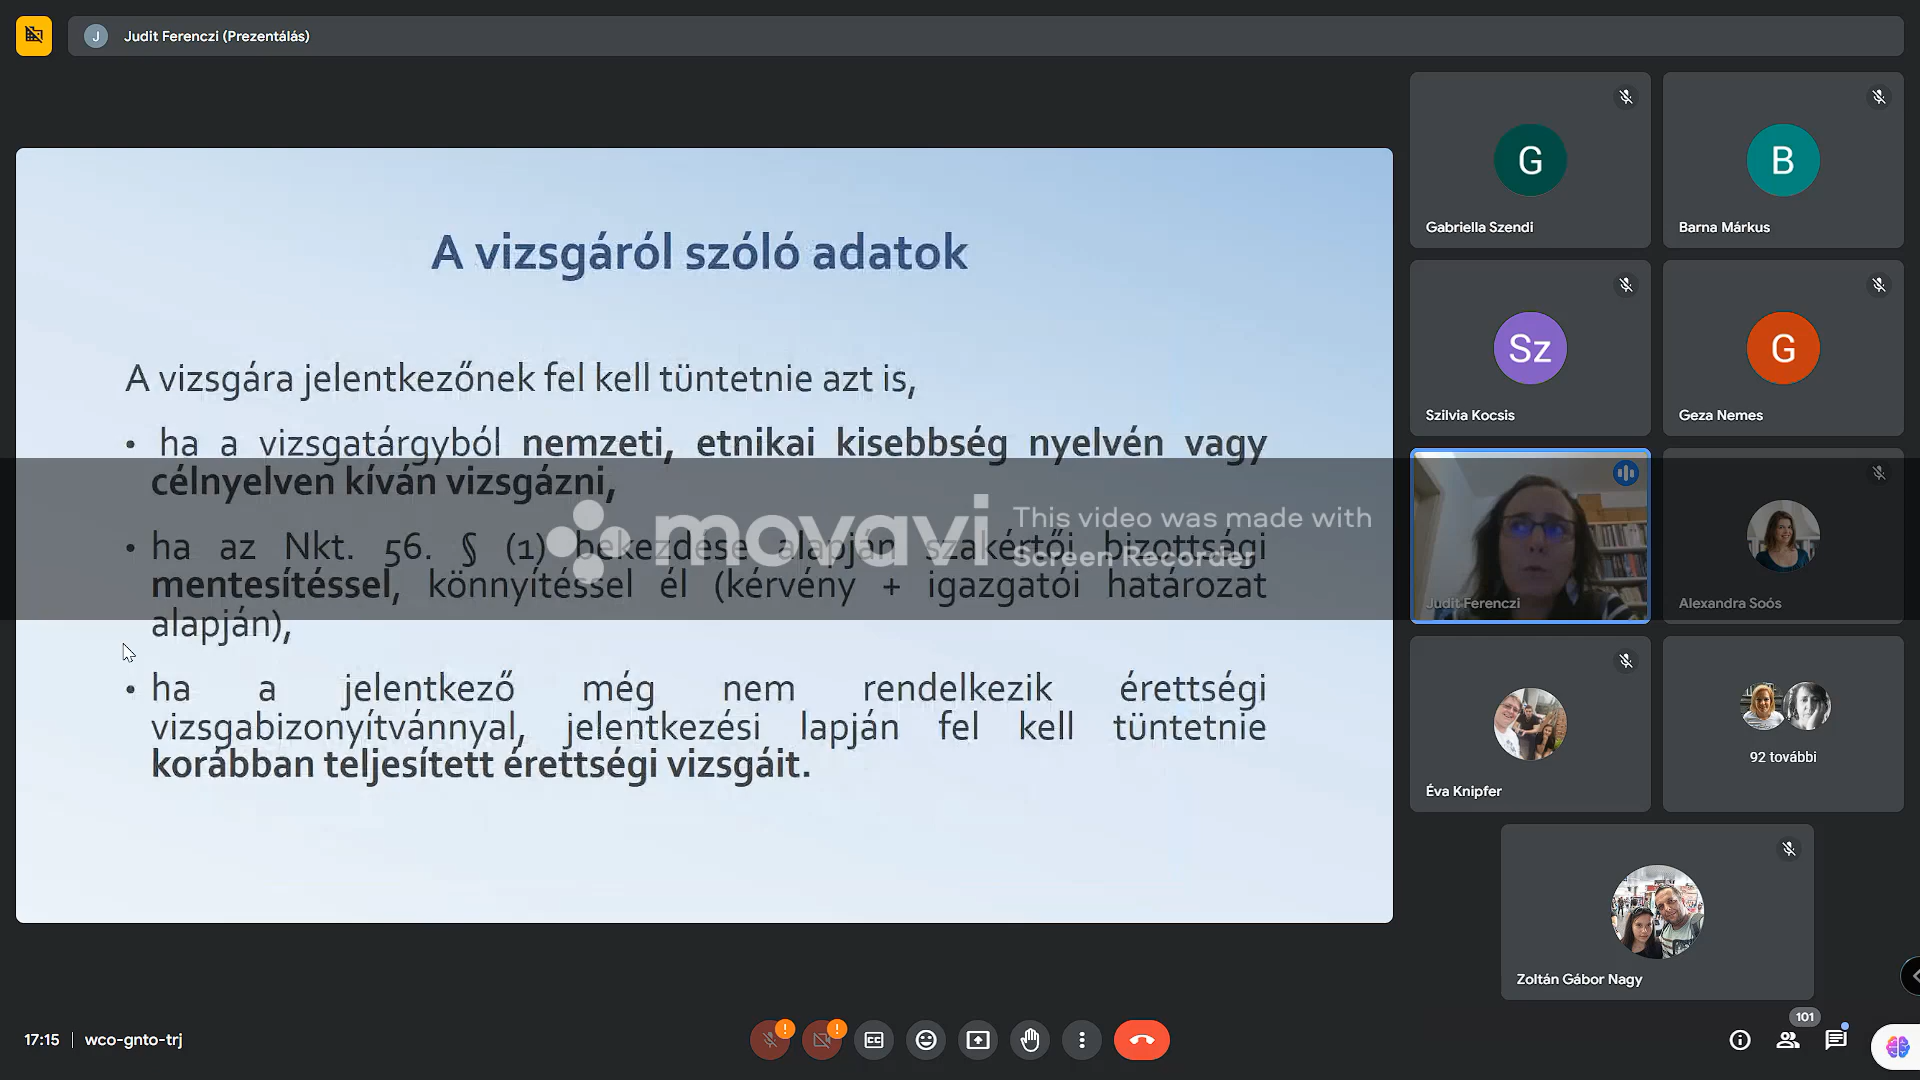 J Judit Ferenczi (Prezentálás)
A vizsgáról szóló adatok
A vizsgára jelentkezőnek fel kell tüntetnie azt is,
• ha a vizsgatárgyból nemzeti, etnikai kisebbség nyelvén vagy
célnyelven kíván vizsgázni,
• ha az Nkt. 56. § (1) bekezdése alapján szakértői bizottsági
mentesítéssel, könnyítéssel él (kérvény + igazgatói határozat
alapján),
• ha a jelentkező még nem rendelkezik érettségi
vizsgabizonyítvánnyal, jelentkezési lapján fel kell tüntetnie
korábban teljesített érettségi vizsgáit.
movavi
This video was made with
Screen Recorder
G
Gabriella Szendi
B
Barna Márkus
Sz
Szilvia Kocsis
G
Geza Nemes
Judit Ferenczi
Alexandra Soós
Éva Knipfer
92 további
Zoltán Gábor Nagy
17:15 wco-gnto-trj
CC
101